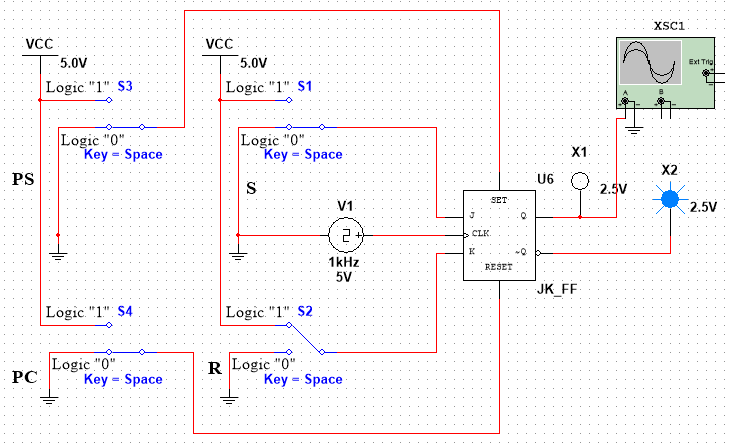 XSC1
VCC
5.0V
VCC
5.0V
Ext Trig
A
B
Logic "1"
S3
Logic "1"
S1
Logic "0"
Key = Space
Logic "0"
Key = Space
PS
S
X1
2.5V
X2
2.5V
U6
SET
J
Q
CLK
K
~Q
RESET
JK_FF
V1
1kHz
5V
Logic "1"
S4
Logic "1"
S2
Logic "0"
Key = Space
Logic "0"
Key = Space
PC
R